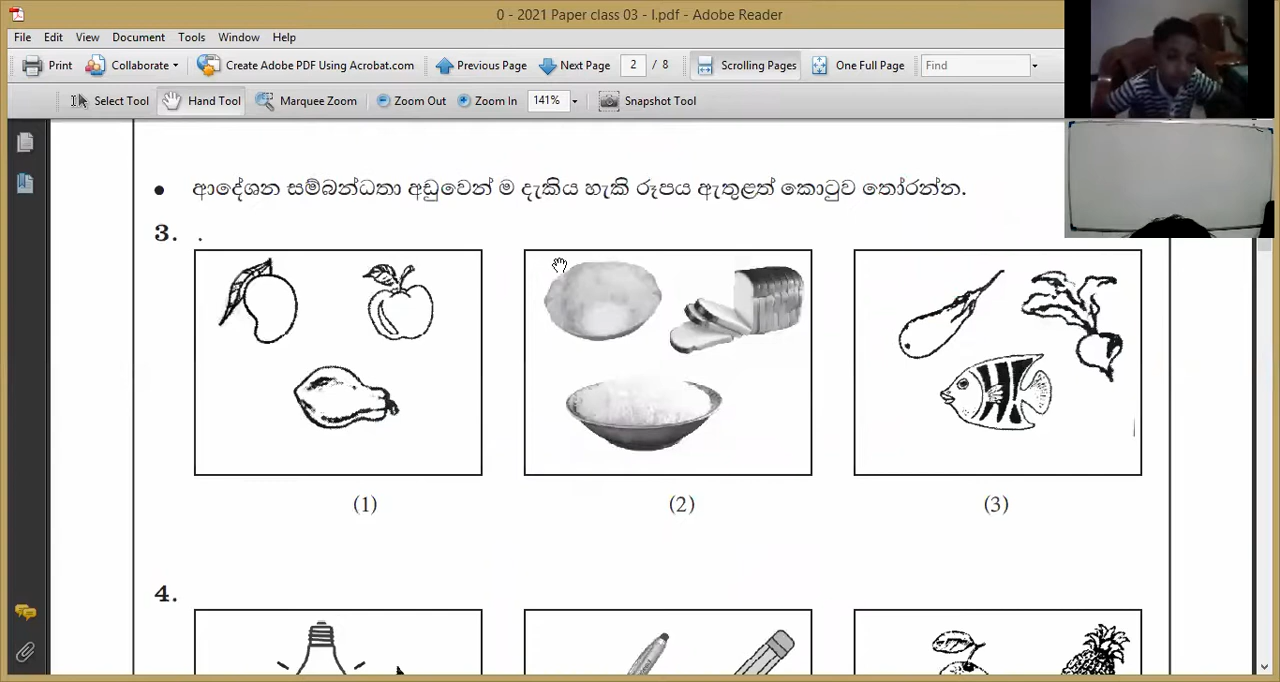 0 - 2021 Paper class 03 - I.pdf - Adobe Reader
File Edit View Document Tools Window Help
Print Collaborate Create Adobe PDF Using Acrobat.com Previous Page Next Page 2 / 8 Scrolling Pages One Full Page Find
Select Tool Hand Tool Marquee Zoom Zoom Out Zoom In 141% Snapshot Tool
• ආදේශන සම්බන්ධතා අඩුවෙන් ම දැකිය හැකි රූපය ඇතුළත් කොටුව තෝරන්න.
3. .
(1) (2) (3)
4.